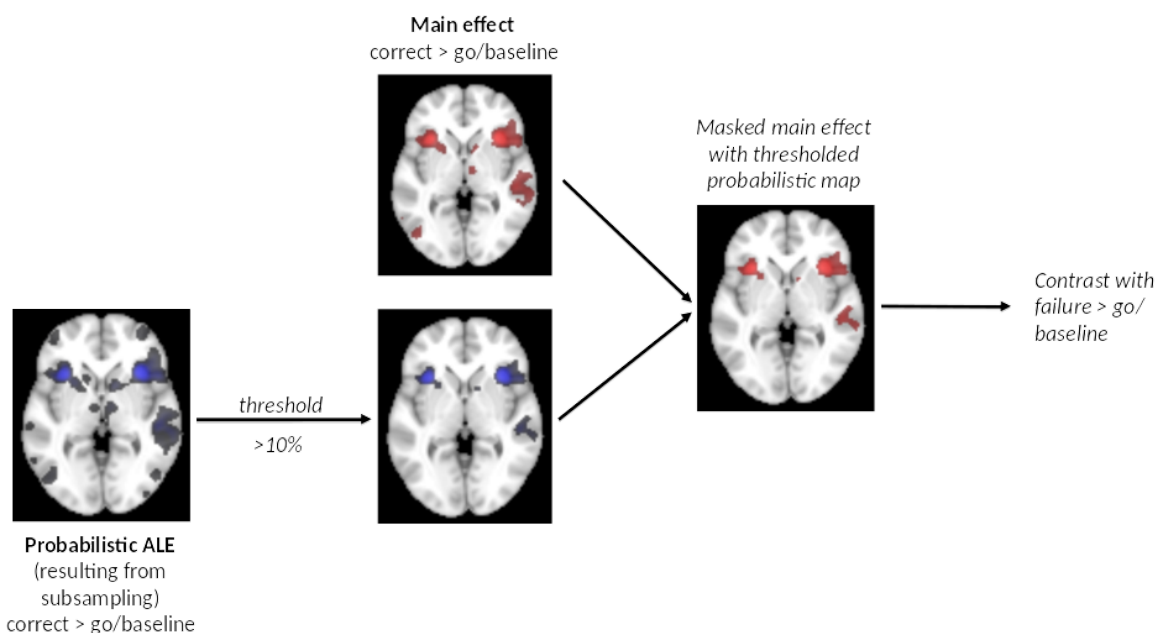 Main effect
correct > go/baseline
Masked main effect
with thresholded
probabilistic map
Contrast with
failure > go/
baseline
threshold
>10%
Probabilistic ALE
(resulting from
subsampling)
correct > go/baseline